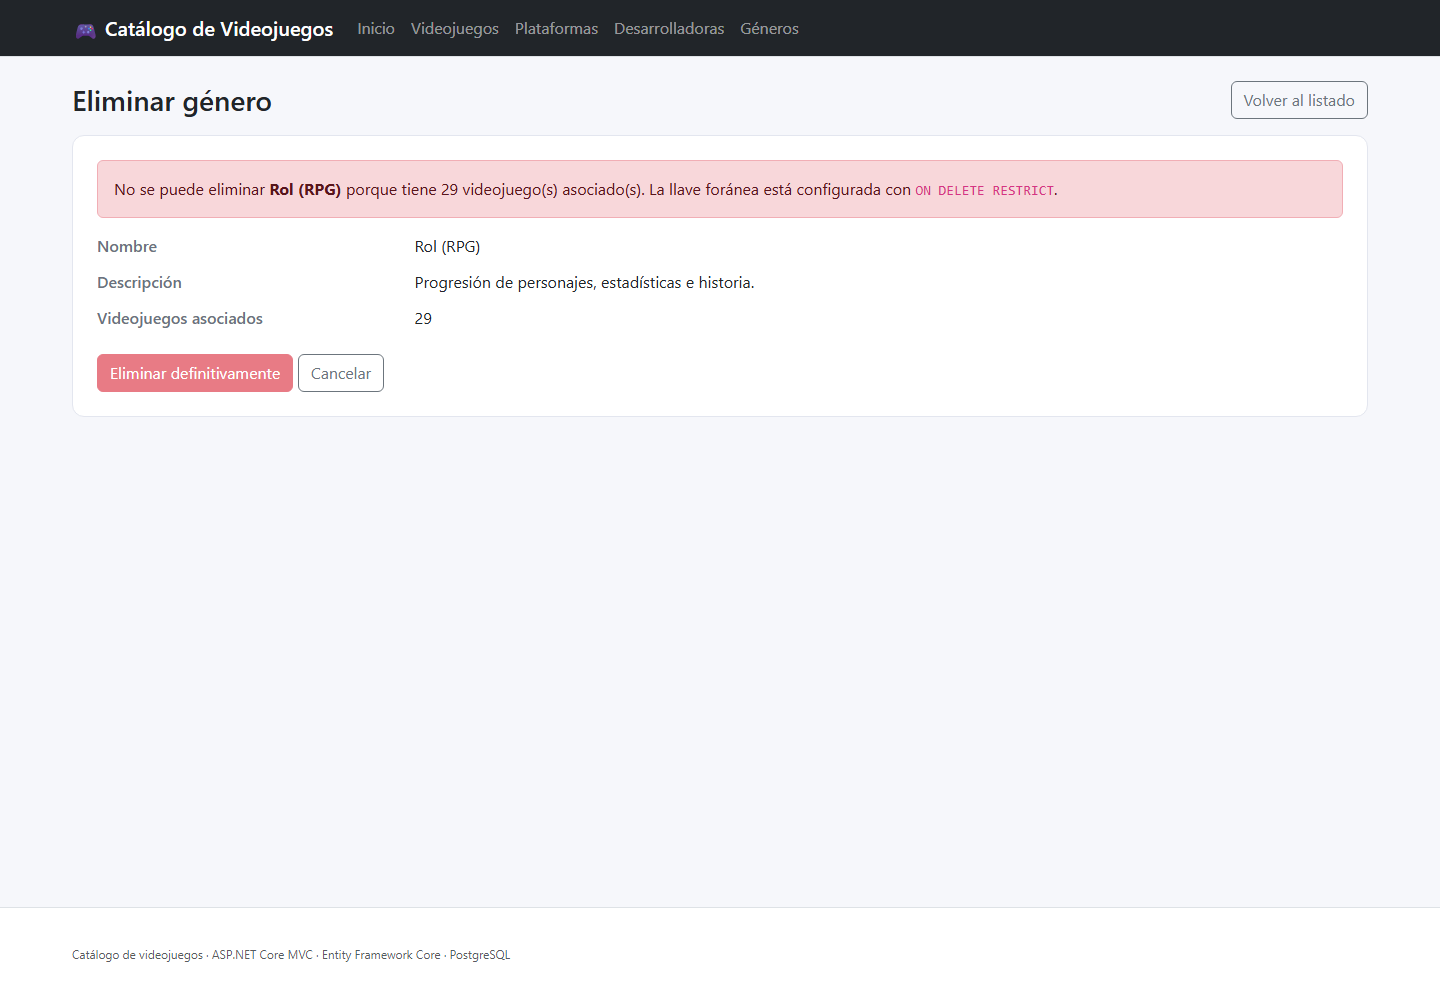 Catálogo de Videojuegos Inicio Videojuegos Plataformas Desarrolladoras Géneros
Eliminar género Volver al listado
No se puede eliminar Rol (RPG) porque tiene 29 videojuego(s) asociado(s). La llave foránea está configurada con ON DELETE RESTRICT.
Nombre Rol (RPG)
Descripción Progresión de personajes, estadísticas e historia.
Videojuegos asociados 29
Eliminar definitivamente Cancelar
Catálogo de videojuegos · ASP.NET Core MVC · Entity Framework Core · PostgreSQL